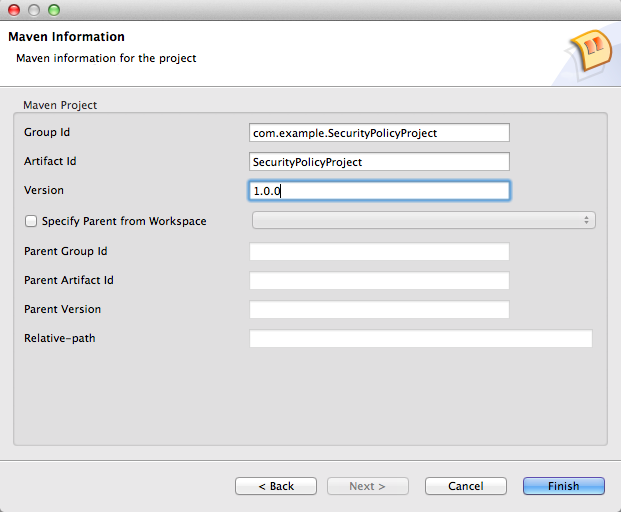 Maven Information
Maven information for the project
Maven Project
Group Id com.example.SecurityPolicyProject
Artifact Id SecurityPolicyProject
Version 1.0.0
Specify Parent from Workspace
Parent Group Id
Parent Artifact Id
Parent Version
Relative-path
< Back Next > Cancel Finish